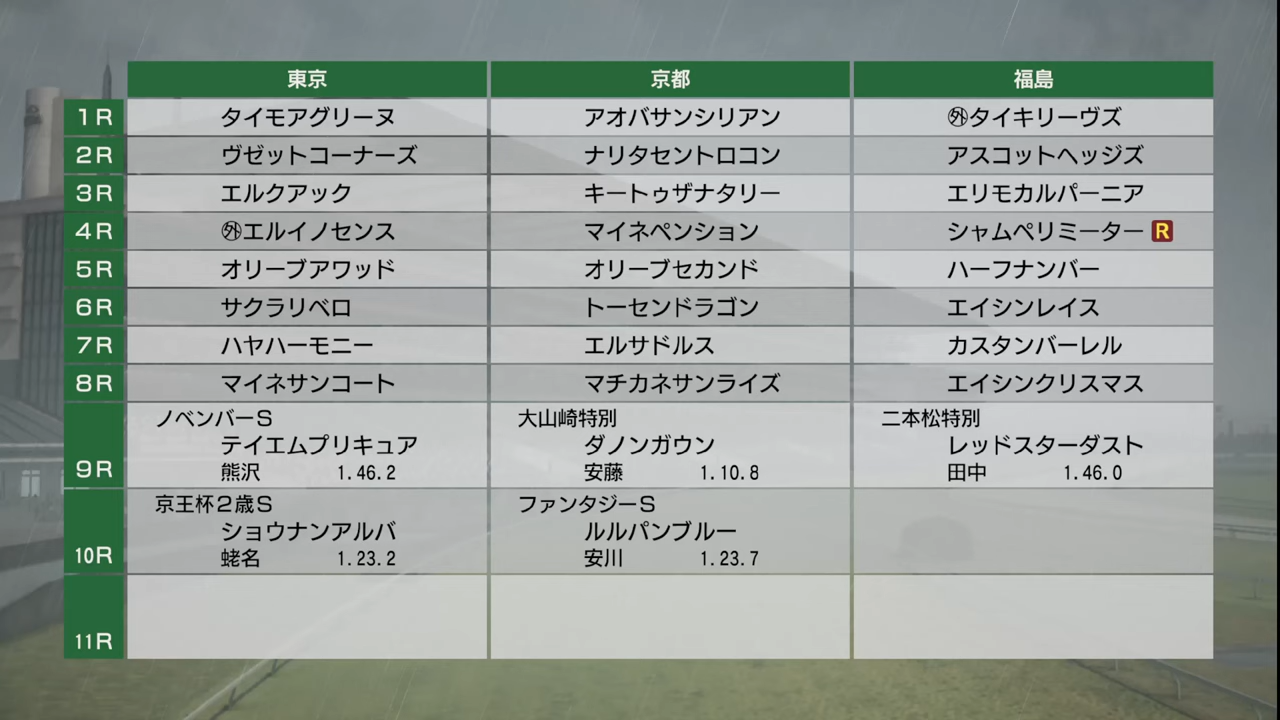 東京 京都 福島
1R タイモアグリーヌ アオバサンシリアン ㊕タイキリーヴズ
2R ヴゼットコーナーズ ナリタセントロコン アスコットヘッジズ
3R エルクアック キートゥザナタリー エリモカルパーニア
4R 外エルイノセンス マイネペンション シャムペリミーター R
5R オリーブアワッド オリーブセカンド ハーフナンバー
6R サクラリベロ トーセンドラゴン エイシンレイス
7R ハヤハーモニー エルサドルス カスタンバーレル
8R マイネサンコート マチカネサンライズ エイシンクリスマス
ノベンバーS 大山崎特別 二本松特別
テイエムプリキュア ダノンガウン レッドスターダスト
9R 熊沢 1.46.2 安藤 1.10.8 田中 1.46.0
京王杯2歳S ファンタジーS
ショウナンアルバ ルルパンブルー
10R 蛯名 1.23.2 安川 1.23.7
11R